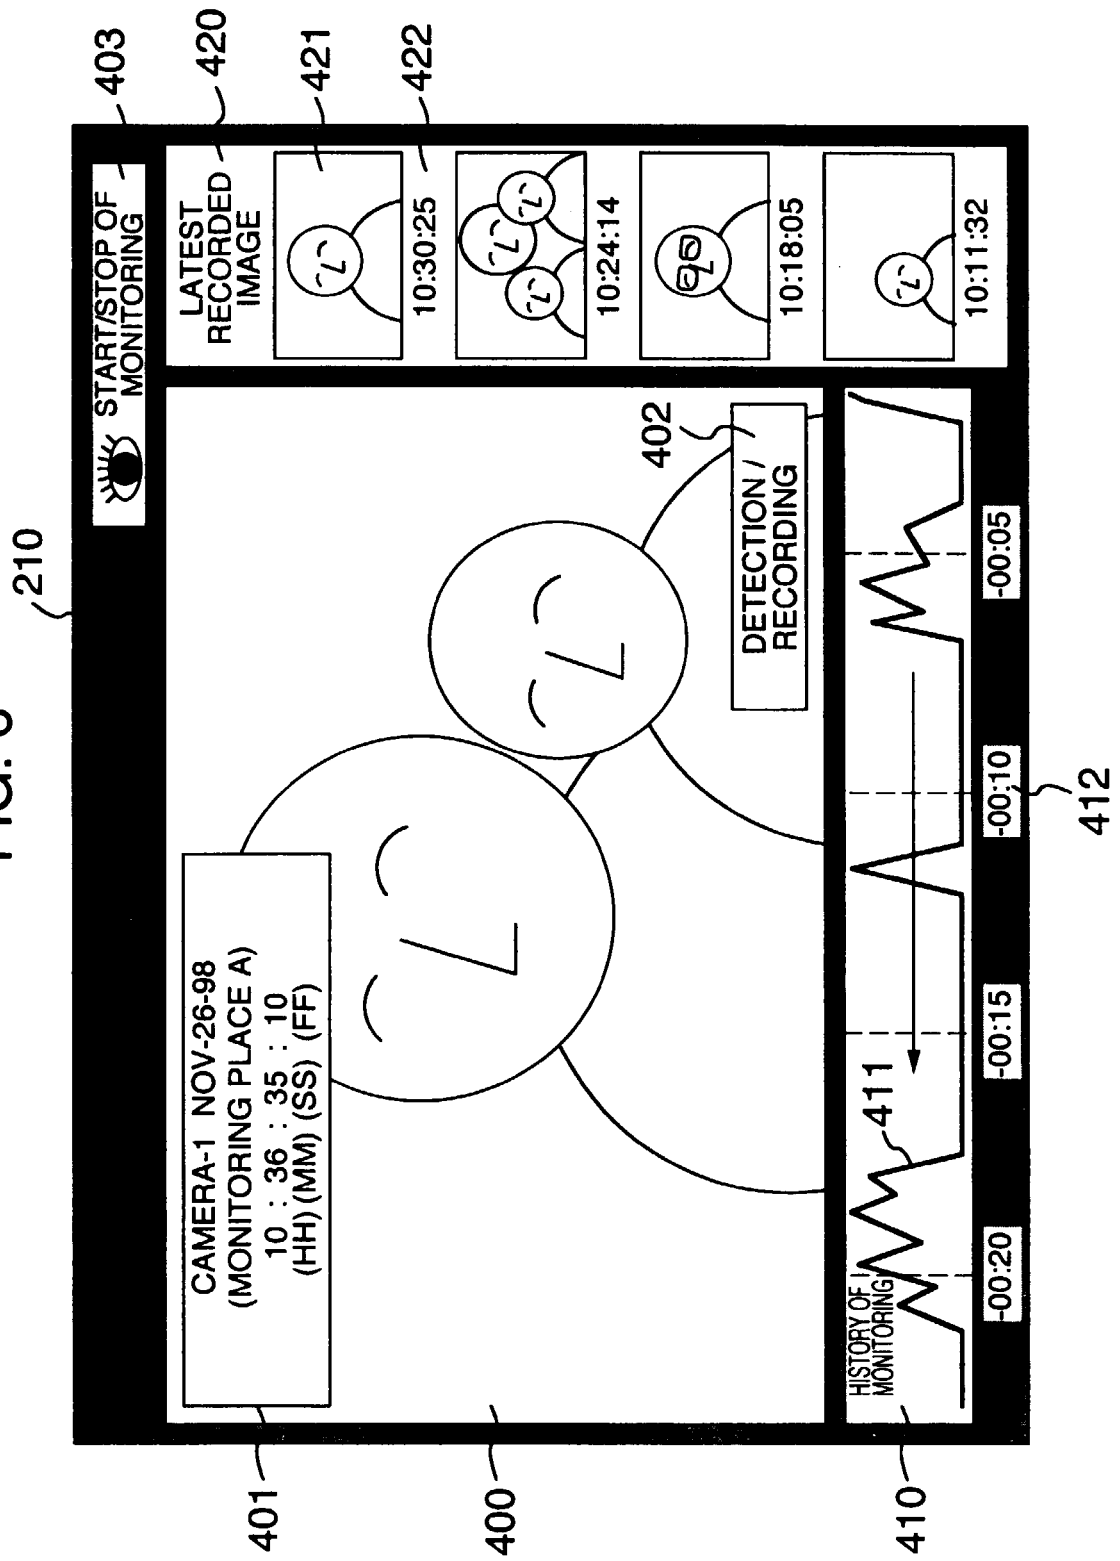 FIG.
210
403
START/STOP OF
MONITORING
401
CAMERA-1 NOV-26-98
(MONITORING PLACE A)
10 : 36 : 35 : 10
(HH) (MM) (SS) (FF)
400
LATEST
RECORDED
IMAGE
420
421
10:30:25
422
10:24:14
10:18:05
10:11:32
402
DETECTION /
RECORDING
410
HISTORY OF
MONITORING
411
-00:20
-00:15
-00:10
-00:05
412